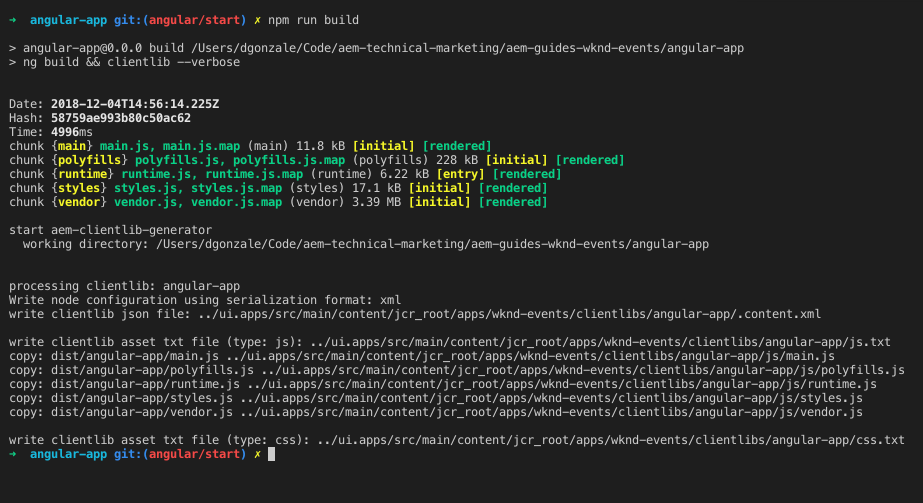 ➜  angular-app git:(angular/start) ✗ npm run build
> angular-app@0.0.0 build /Users/dgonzale/Code/aem-technical-marketing/aem-guides-wknd-events/angular-app
> ng build && clientlib --verbose
Date: 2018-12-04T14:56:14.225Z
Hash: 58759ae993b80c50ac62
Time: 4996ms
chunk {main} main.js, main.js.map (main) 11.8 kB [initial] [rendered]
chunk {polyfills} polyfills.js, polyfills.js.map (polyfills) 228 kB [initial] [rendered]
chunk {runtime} runtime.js, runtime.js.map (runtime) 6.22 kB [entry] [rendered]
chunk {styles} styles.js, styles.js.map (styles) 17.1 kB [initial] [rendered]
chunk {vendor} vendor.js, vendor.js.map (vendor) 3.39 MB [initial] [rendered]
start aem-clientlib-generator
  working directory: /Users/dgonzale/Code/aem-technical-marketing/aem-guides-wknd-events/angular-app
processing clientlib: angular-app
Write node configuration using serialization format: xml
write clientlib json file: ../ui.apps/src/main/content/jcr_root/apps/wknd-events/clientlibs/angular-app/.content.xml
write clientlib asset txt file (type: js): ../ui.apps/src/main/content/jcr_root/apps/wknd-events/clientlibs/angular-app/js.txt
copy: dist/angular-app/main.js ../ui.apps/src/main/content/jcr_root/apps/wknd-events/clientlibs/angular-app/js/main.js
copy: dist/angular-app/polyfills.js ../ui.apps/src/main/content/jcr_root/apps/wknd-events/clientlibs/angular-app/js/polyfills.js
copy: dist/angular-app/runtime.js ../ui.apps/src/main/content/jcr_root/apps/wknd-events/clientlibs/angular-app/js/runtime.js
copy: dist/angular-app/styles.js ../ui.apps/src/main/content/jcr_root/apps/wknd-events/clientlibs/angular-app/js/styles.js
copy: dist/angular-app/vendor.js ../ui.apps/src/main/content/jcr_root/apps/wknd-events/clientlibs/angular-app/js/vendor.js
write clientlib asset txt file (type: css): ../ui.apps/src/main/content/jcr_root/apps/wknd-events/clientlibs/angular-app/css.txt
➜  angular-app git:(angular/start) ✗